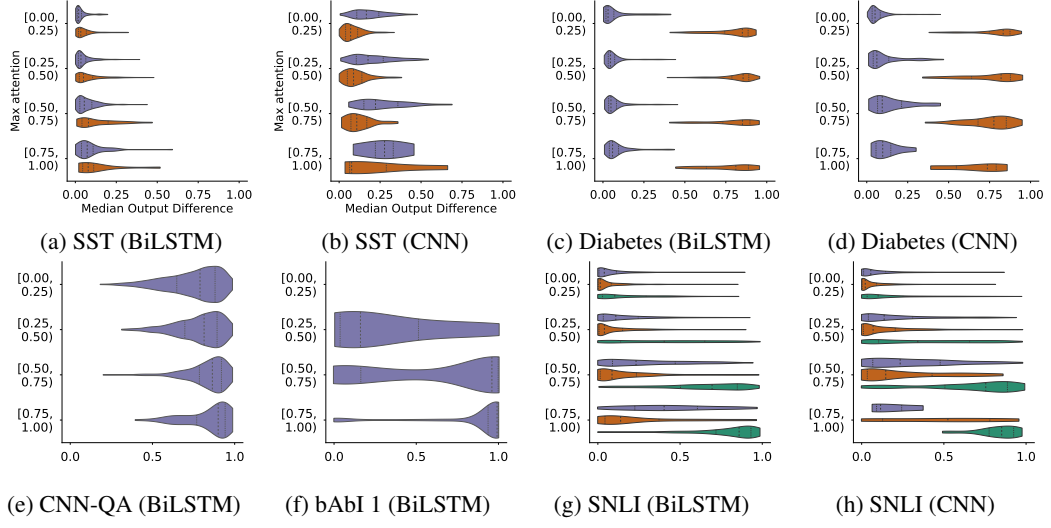 Max attention
[0.00, 0.25)
[0.25, 0.50)
[0.50, 0.75)
[0.75, 1.00)
0.00 0.25 0.50 0.75 1.00
Median Output Difference
(a) SST (BiLSTM)
Max attention
[0.00, 0.25)
[0.25, 0.50)
[0.50, 0.75)
[0.75, 1.00)
0.00 0.25 0.50 0.75 1.00
Median Output Difference
(b) SST (CNN)
[0.00, 0.25)
[0.25, 0.50)
[0.50, 0.75)
[0.75, 1.00)
0.00 0.25 0.50 0.75 1.00
(c) Diabetes (BiLSTM)
[0.00, 0.25)
[0.25, 0.50)
[0.50, 0.75)
[0.75, 1.00)
0.00 0.25 0.50 0.75 1.00
(d) Diabetes (CNN)
[0.00, 0.25)
[0.25, 0.50)
[0.50, 0.75)
[0.75, 1.00)
0.0 0.5 1.0
(e) CNN-QA (BiLSTM)
[0.00, 0.25)
[0.25, 0.50)
[0.50, 0.75)
[0.75, 1.00)
0.0 0.5 1.0
(f) bAbI 1 (BiLSTM)
[0.00, 0.25)
[0.25, 0.50)
[0.50, 0.75)
[0.75, 1.00)
0.0 0.5 1.0
(g) SNLI (BiLSTM)
[0.00, 0.25)
[0.25, 0.50)
[0.50, 0.75)
[0.75, 1.00)
0.0 0.5 1.0
(h) SNLI (CNN)